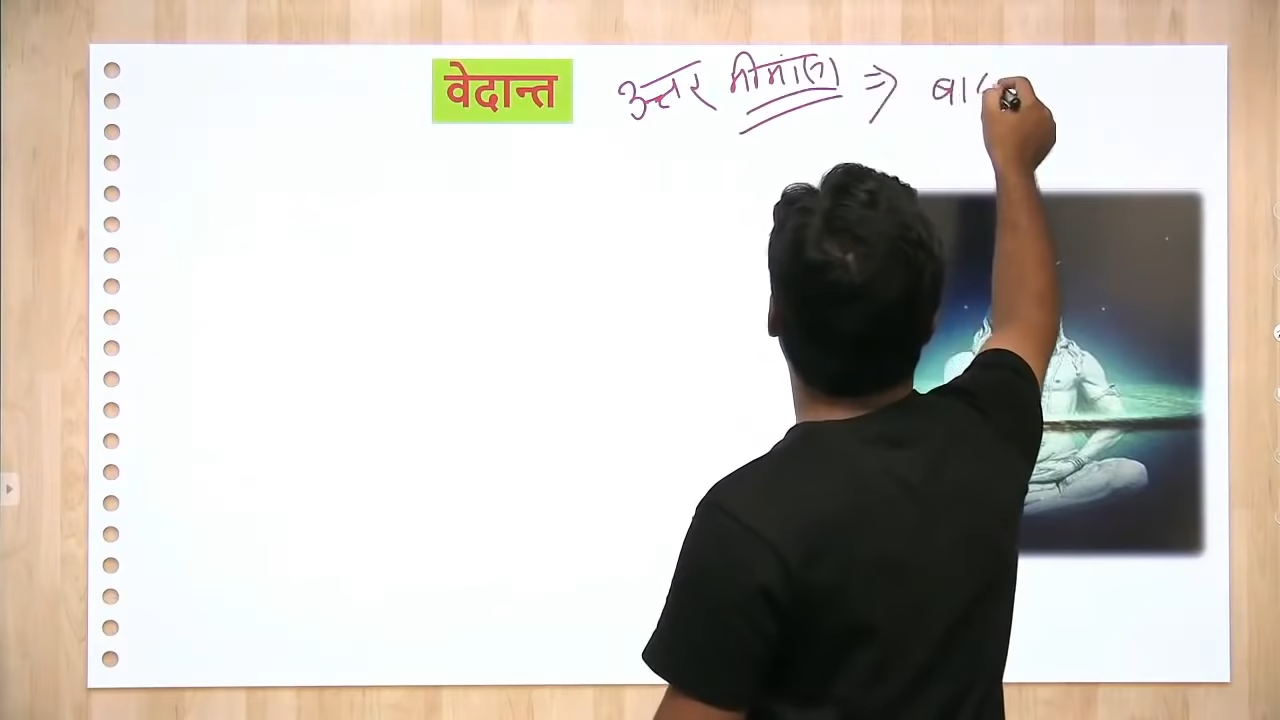 वेदान्त उत्तर मीमांसा ⇒